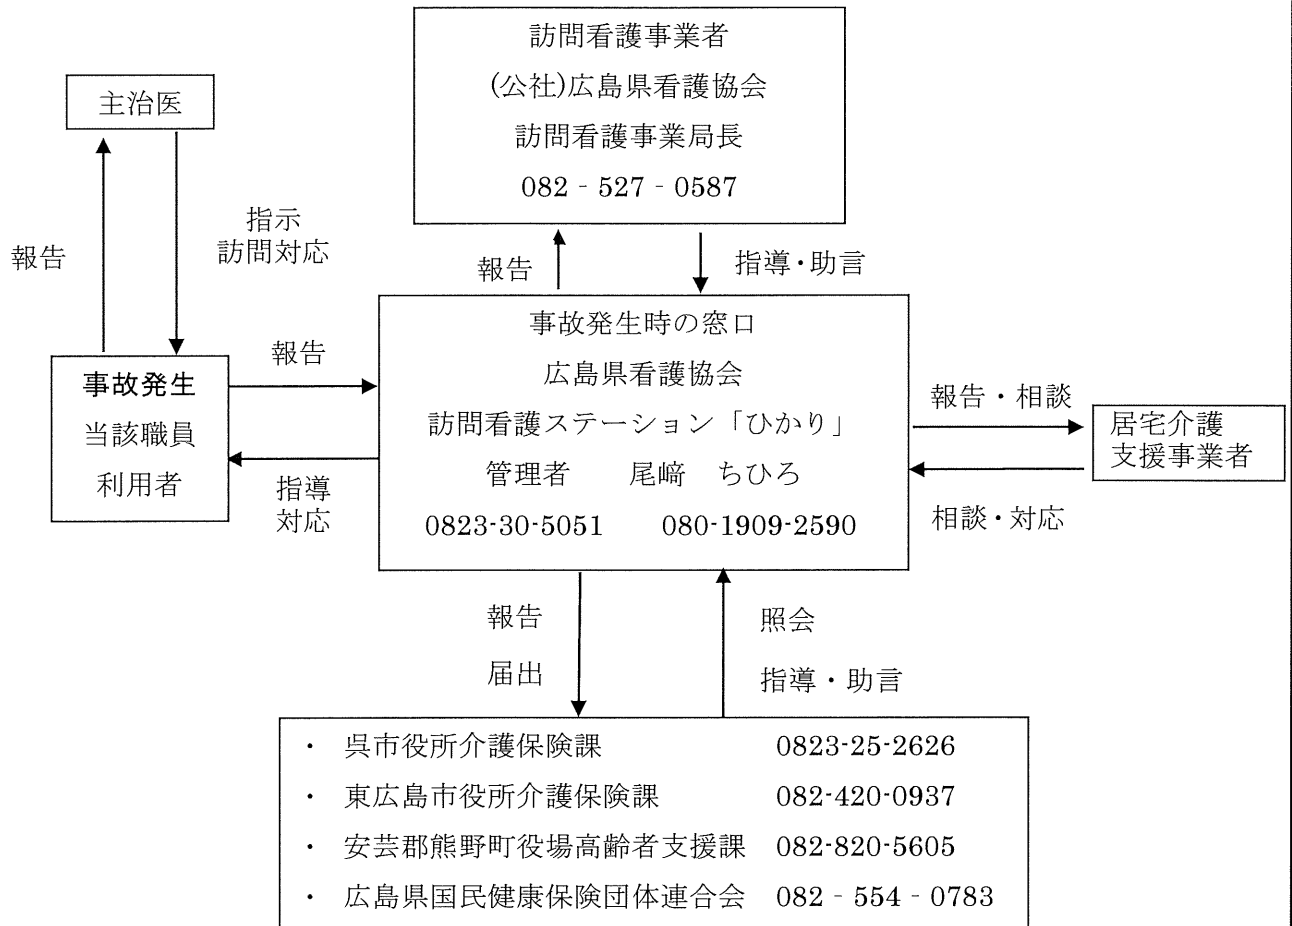 訪問看護事業者
(公社)広島県看護協会
訪問看護事業局長
082‐527‐0587
主治医
報告
指示
訪問対応
報告
指導・助言
事故発生
当該職員
利用者
報告
指導
対応
事故発生時の窓口
広島県看護協会
訪問看護ステーション「ひかり」
管理者 尾﨑 ちひろ
0823-30-5051 080-1909-2590
報告・相談
居宅介護
支援事業者
相談・対応
報告
届出
照会
指導・助言
・ 呉市役所介護保険課 0823-25-2626
・ 東広島市役所介護保険課 082-420-0937
・ 安芸郡熊野町役場高齢者支援課 082-820-5605
・ 広島県国民健康保険団体連合会 082‐554‐0783